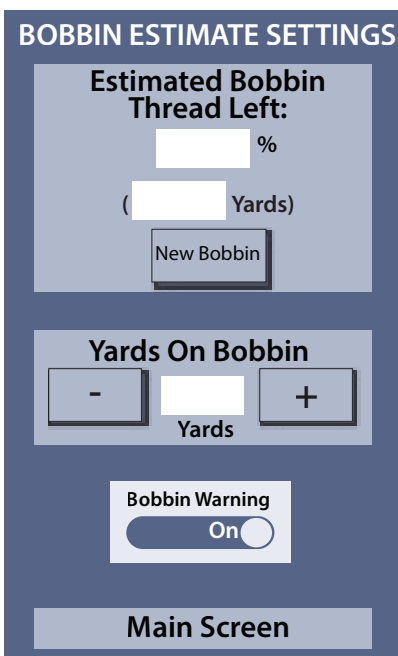 BOBBIN ESTIMATE SETTINGS
Estimated Bobbin
Thread Left:
%
( Yards)
New Bobbin
Yards On Bobbin
- +
Yards
Bobbin Warning
On
Main Screen